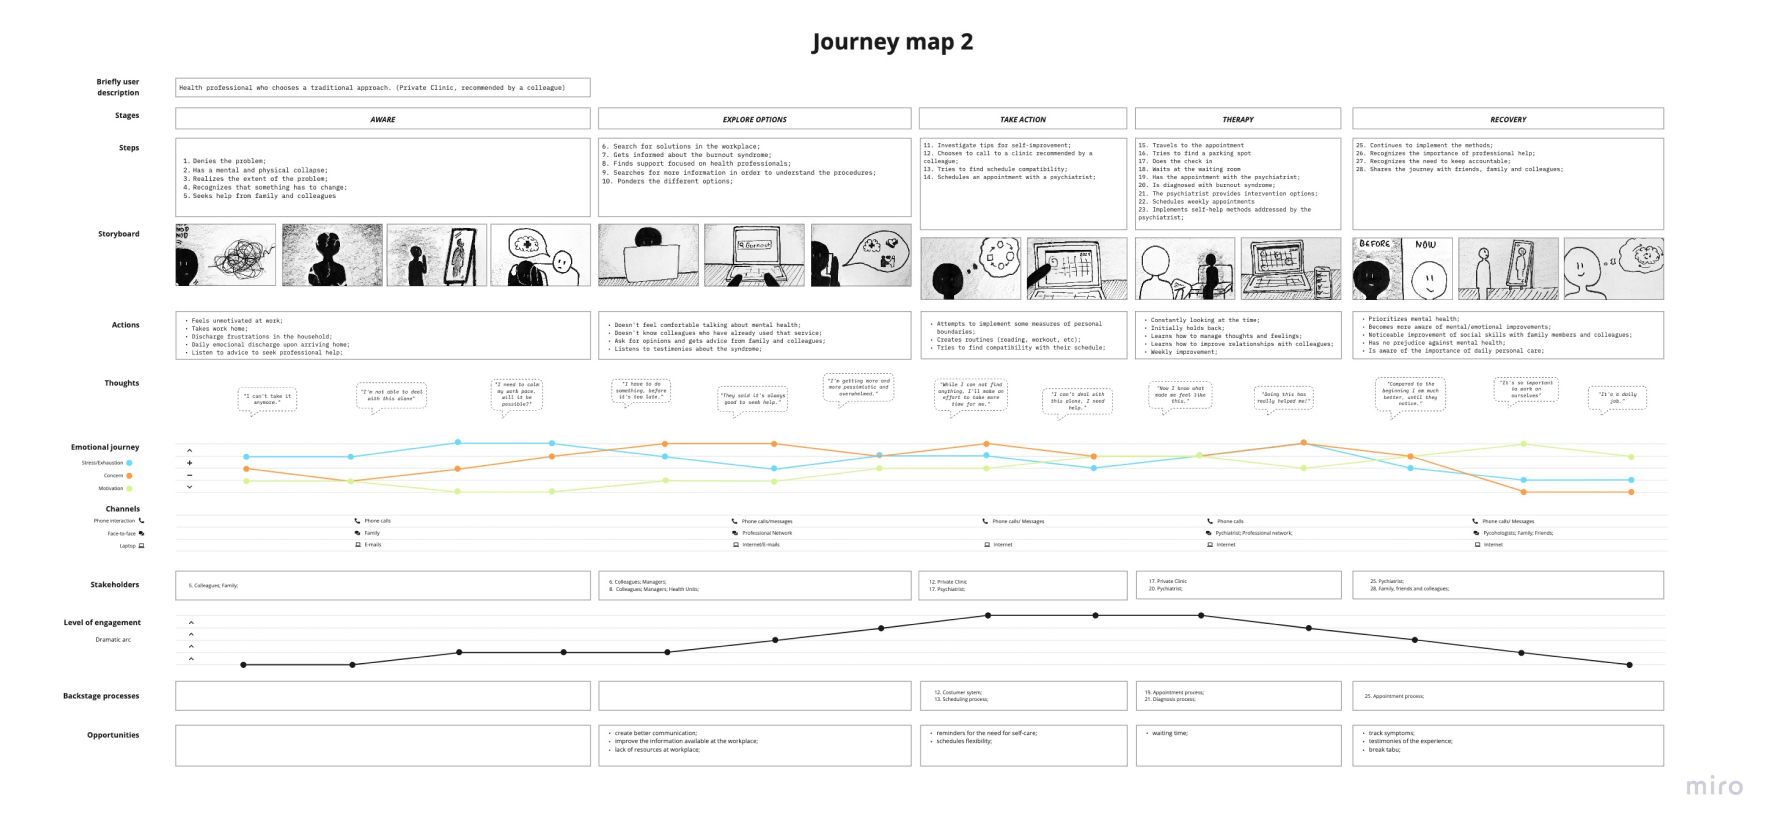 Journey map 2
Briefly user
description
Health professional who chooses a traditional approach. (Private Clinic, recommended by a colleague)
Stages
AWARE
EXPLORE OPTIONS
TAKE ACTION
THERAPY
RECOVERY
Steps
1. Denies the problem;
2. Has a mental and physical collapse;
3. Realizes the extent of the problem;
4. Recognizes that something has to change;
5. Seeks help from family and colleagues
6. Search for solutions in the workplace;
7. Gets informed about the burnout syndrome;
8. Finds support focused on health professionals;
9. Searches for more information in order to understand the procedures;
10. Ponders the different options;
11. Investigate tips for self-improvement;
12. Chooses to call to a clinic recommended by a
colleague;
13. Tries to find schedule compatibility;
14. Schedules an appointment with a psychiatrist;
15. Travels to the appointment
16. Tries to find a parking spot
17. Does the check in
18. Waits at the waiting room
19. Has the appointment with the psychiatrist;
20. Is diagnosed with burnout syndrome;
21. The psychiatrist provides intervention options;
22. Schedules weekly appointments
23. Implements self-help methods addressed by the
psychiatrist;
25. Continues to implement the methods;
26. Recognizes the importance of professional help;
27. Recognizes the need to keep accountable;
28. Shares the journey with friends, family and colleagues;
Storyboard
Burnout
BEFORE
NOW
Actions
• Feels unmotivated at work;
• Takes work home;
• Discharge frustrations in the household;
• Daily emotional discharge upon arriving home;
• Listen to advice to seek professional help;
• Doesn't feel comfortable talking about mental health;
• Doesn't know colleagues who have already used that service;
• Ask for opinions and gets advice from family and colleagues;
• Listens to testimonies about the syndrome;
• Attempts to implement some measures of personal
boundaries;
• Creates routines (reading, workout, etc);
• Tries to find compatibility with their schedule;
• Constantly looking at the time;
• Initially holds back;
• Learns how to manage thoughts and feelings;
• Learns how to improve relationships with colleagues;
• Weekly improvement;
• Prioritizes mental health;
• Becomes more aware of mental/emotional improvements;
• Noticeable improvement of social skills with family members and colleagues;
• Has no prejudice against mental health;
• Is aware of the importance of daily personal care;
Thoughts
"I can't take it
anymore."
"I'm not able to deal
with this alone"
"I need to calm
my work pace,
will it be
possible?"
"I have to do
something, before
it's too late."
"They said it's always
good to seek help."
"I'm getting more and
more pessimistic and
overwhelmed."
"While I can not find
anything, I'll make an
effort to take more
time for me."
"I can't deal with
this alone, I need
help."
"Now I know what
made me feel like
this."
"Doing this has
really helped me!"
"Compared to the
beginning I am much
better, until they
notice."
"It's so important
to work on
ourselves"
"It's a daily
job."
Emotional journey
Stress/Exhaustion
Concern
Motivation
Channels
Phone interaction
Phone calls
Phone calls/messages
Phone calls/ Messages
Phone calls
Phone calls/ Messages
Face-to-face
Family
Professional Network
Pychiatrist; Professional network;
Pycohologists; Family; Friends;
Laptop
E-mails
Internet/E-mails
Internet
Internet
Internet
Stakeholders
5. Colleagues; Family;
6. Colleagues; Managers;
8. Colleagues; Managers; Health Units;
12. Private Clinic
17. Psychiatrist;
17. Private Clinic
20. Pychiatrist;
25. Pychiatrist;
28. Family, friends and colleagues;
Level of engagement
Dramatic arc
Backstage processes
12. Costumer sytem;
13. Scheduling process;
19. Appointment process;
21. Diagnosis process;
25. Appointment process;
Opportunities
• create better communication;
• improve the information available at the workplace;
• lack of resources at workplace;
• reminders for the need for self-care;
• schedules flexibility;
• waiting time;
• track symptoms;
• testimonies of the experience;
• break tabu;
miro